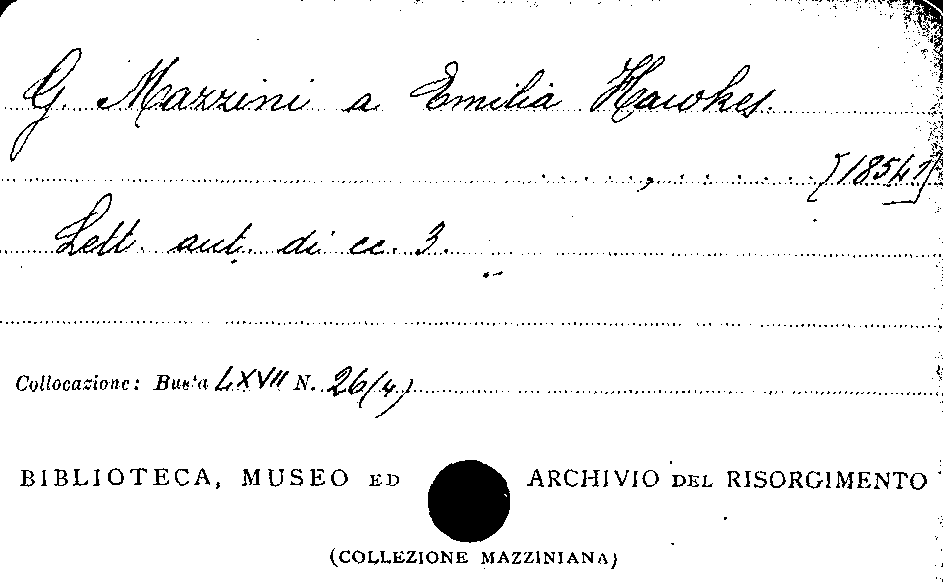 G. Mazzini a Emilia Hawkes.
....., ....... [1854?]
Lett. aut. di cc. 3.
Collocazione: Busta LXVII N. 26(4)
BIBLIOTECA, MUSEO ED ARCHIVIO DEL RISORGIMENTO
(COLLEZIONE MAZZINIANA)